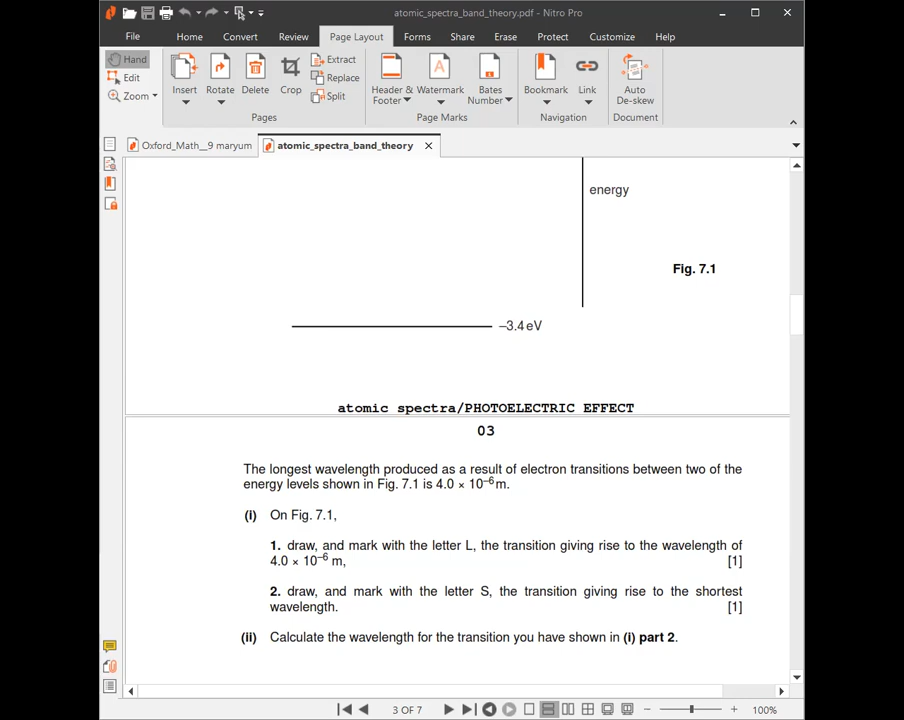 atomic_spectra_band_theory.pdf - Nitro Pro
File Home Convert Review Page Layout Forms Share Erase Protect Customize Help
Hand
Edit
Zoom
Insert Rotate Delete Crop
Extract
Replace
Split
Header & Footer Watermark Bates Number
Bookmark Link
Auto De-skew
Pages Page Marks Navigation Document
Oxford_Math__9 maryum atomic_spectra_band_theory
energy
Fig. 7.1
–3.4 eV
atomic spectra/PHOTOELECTRIC EFFECT
03
The longest wavelength produced as a result of electron transitions between two of the
energy levels shown in Fig. 7.1 is 4.0 × 10⁻⁶ m.
(i) On Fig. 7.1,
1. draw, and mark with the letter L, the transition giving rise to the wavelength of
4.0 × 10⁻⁶ m, [1]
2. draw, and mark with the letter S, the transition giving rise to the shortest
wavelength. [1]
(ii) Calculate the wavelength for the transition you have shown in (i) part 2.
3 OF 7 100%